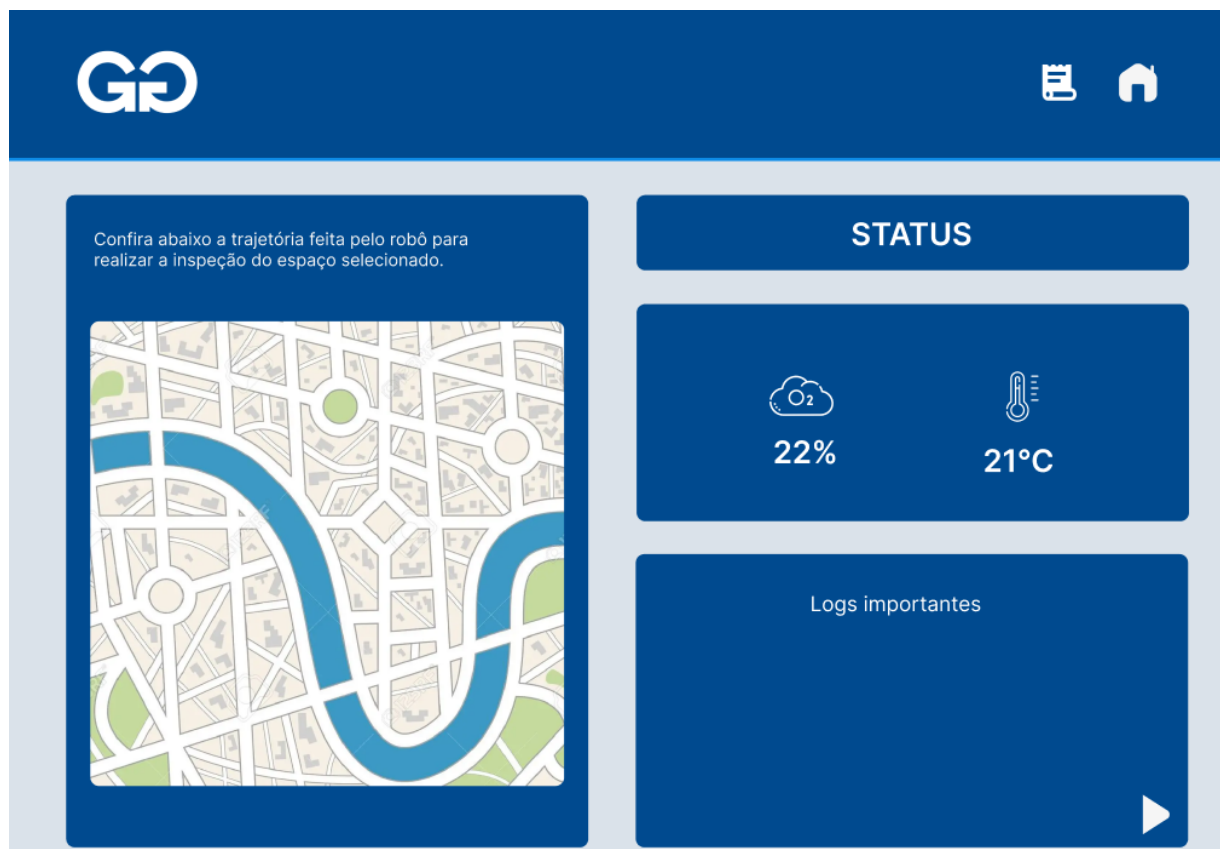 GG
Confira abaixo a trajetória feita pelo robô para
realizar a inspeção do espaço selecionado.
STATUS
O2
22%
21°C
Logs importantes